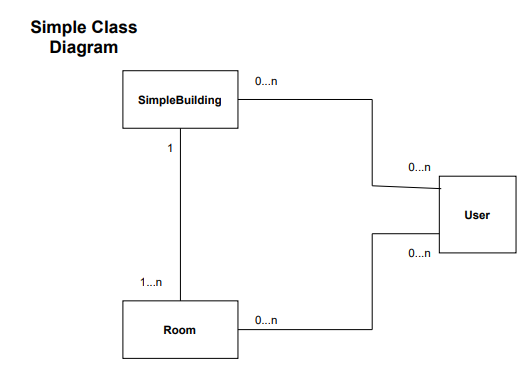 Simple Class
Diagram
0...n
SimpleBuilding
1
0...n
User
0...n
1...n
0...n
Room